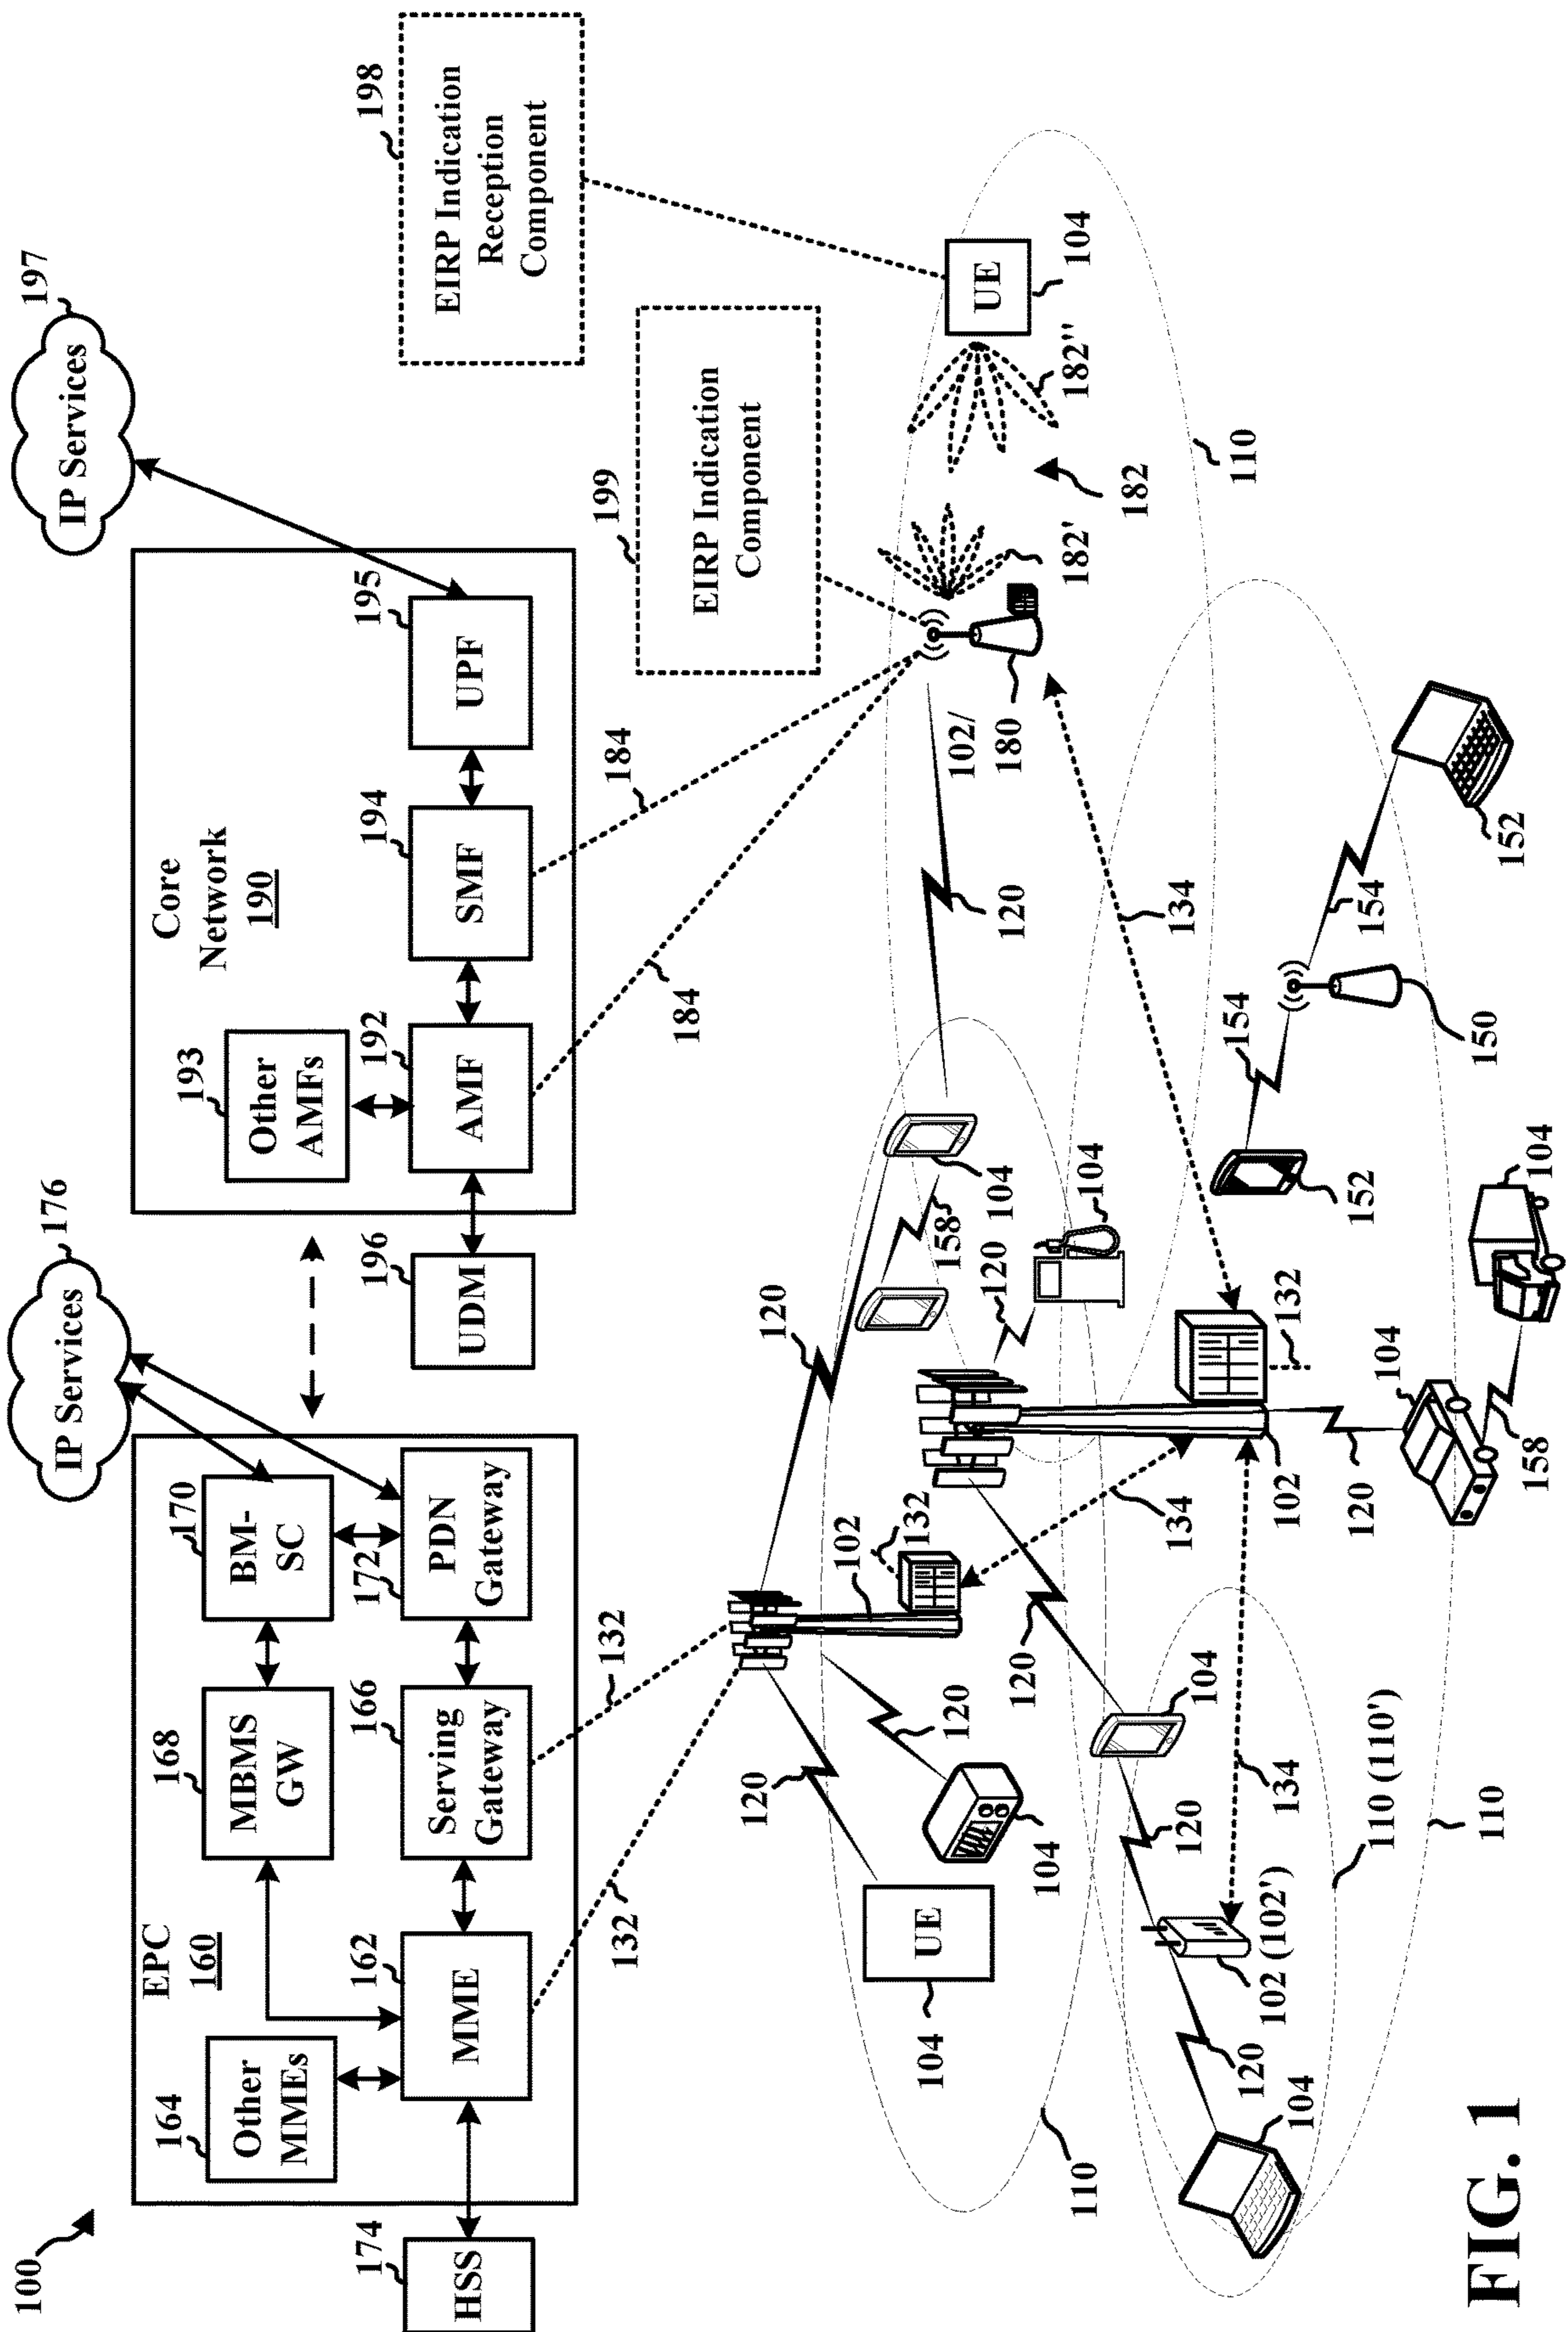 100
HSS
174
EPC
160
Other
MMEs
164
MME
162
MBMS
GW
168
Serving
Gateway
166
BM-
SC
170
PDN
Gateway
172
IP Services
176
UDM
196
Core
Network
190
Other
AMFs
193
AMF
192
SMF
194
UPF
195
IP Services
197
184
184
EIRP Indication
Component
199
EIRP Indication
Reception
Component
198
132
132
120
120
UE
104
104
102
132
120
158
104
120
102/
180
182'
182
182"
UE
104
110
110
104
120
102 (102')
120
104
120
134
134
120
104
132
102
134
120
104
158
104
152
154
150
154
152
110 (110')
110
FIG. 1